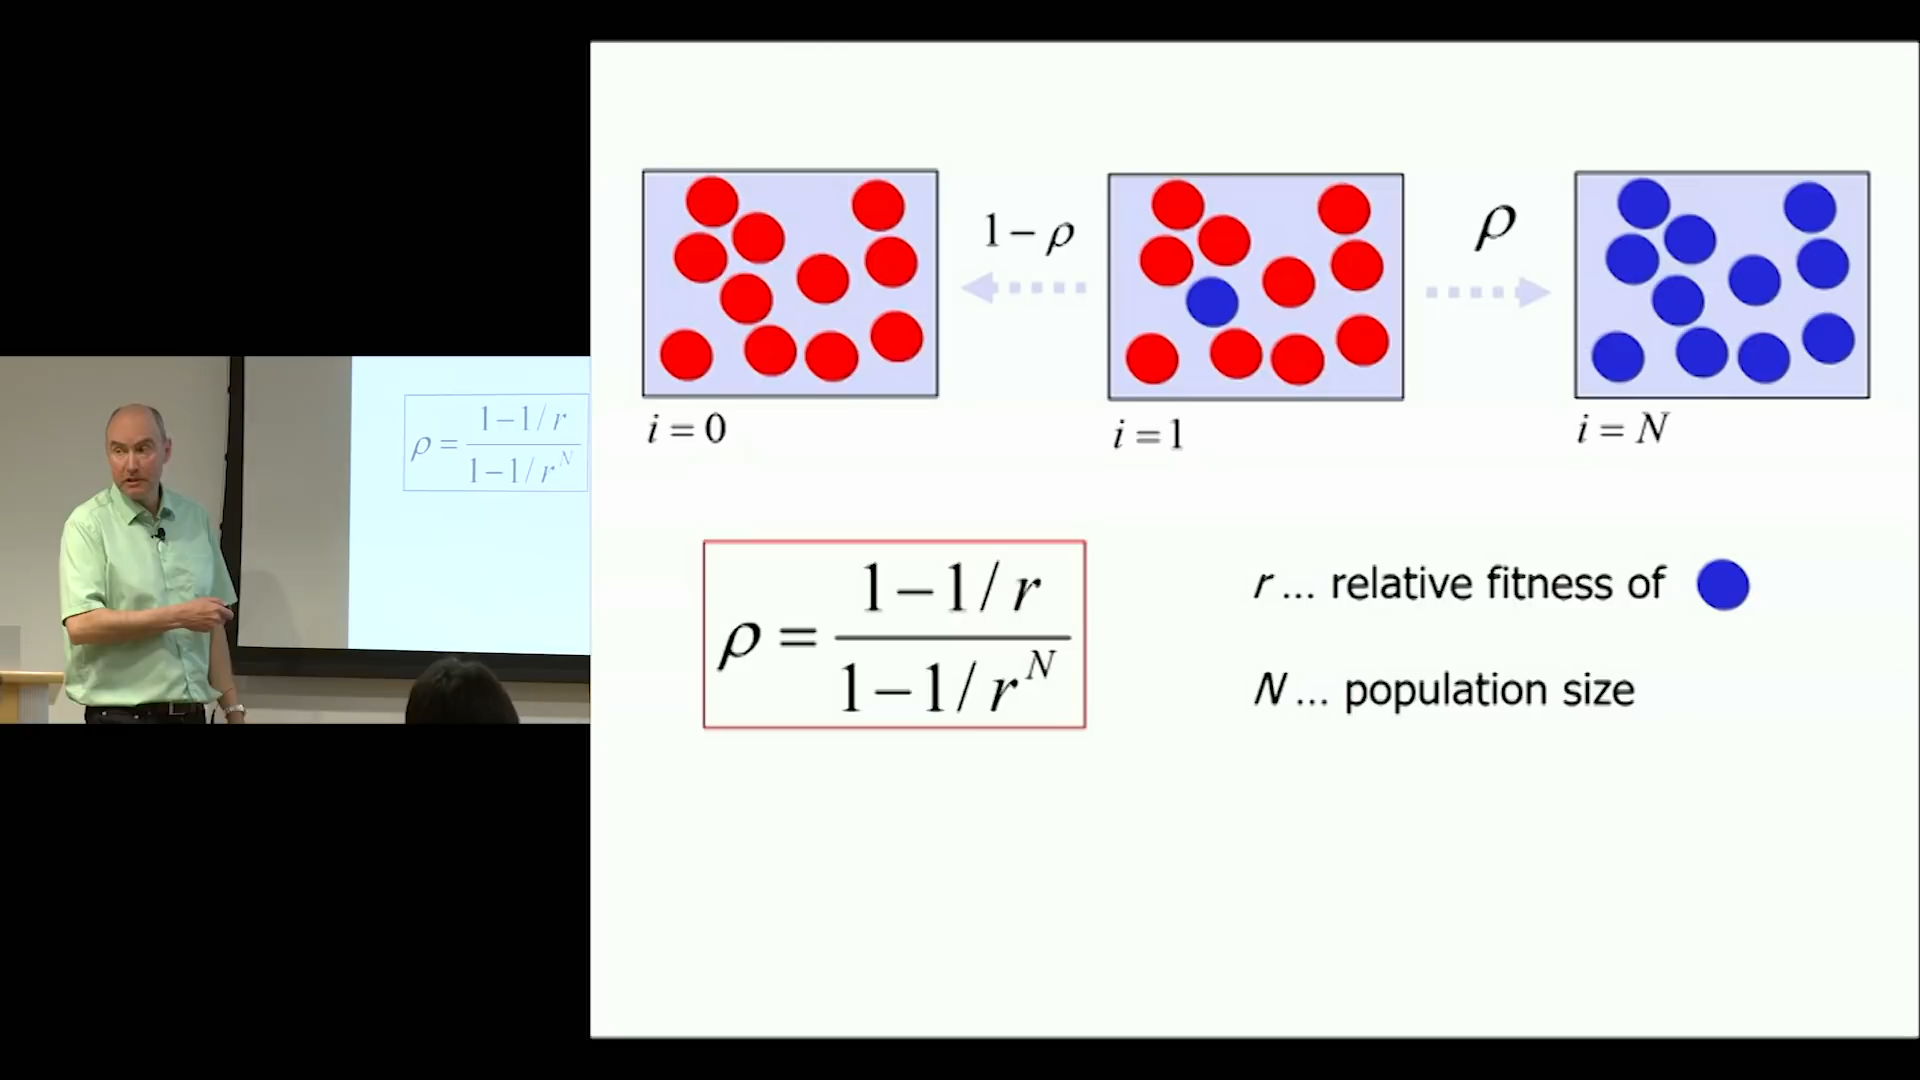 1 − ρ
ρ
i = 0
i = 1
i = N
ρ = (1 − 1/r) / (1 − 1/r^N)
r ... relative fitness of
N ... population size
ρ = (1 − 1/r) / (1 − 1/r^N)